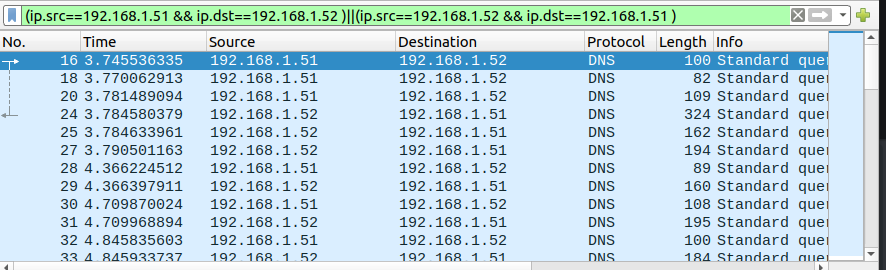 (ip.src==192.168.1.51 && ip.dst==192.168.1.52 )||(ip.src==192.168.1.52 && ip.dst==192.168.1.51 )
No. Time Source Destination Protocol Length Info
16 3.745536335 192.168.1.51 192.168.1.52 DNS 100 Standard quer
18 3.770062913 192.168.1.51 192.168.1.52 DNS 82 Standard quer
20 3.781489094 192.168.1.51 192.168.1.52 DNS 109 Standard quer
24 3.784580379 192.168.1.52 192.168.1.51 DNS 324 Standard quer
25 3.784633961 192.168.1.52 192.168.1.51 DNS 162 Standard quer
27 3.790501163 192.168.1.52 192.168.1.51 DNS 194 Standard quer
28 4.366224512 192.168.1.51 192.168.1.52 DNS 89 Standard quer
29 4.366397911 192.168.1.52 192.168.1.51 DNS 160 Standard quer
30 4.709870024 192.168.1.51 192.168.1.52 DNS 108 Standard quer
31 4.709968894 192.168.1.52 192.168.1.51 DNS 195 Standard quer
32 4.845835603 192.168.1.51 192.168.1.52 DNS 100 Standard quer
33 4.845933737 192.168.1.52 192.168.1.51 DNS 184 Standard quer